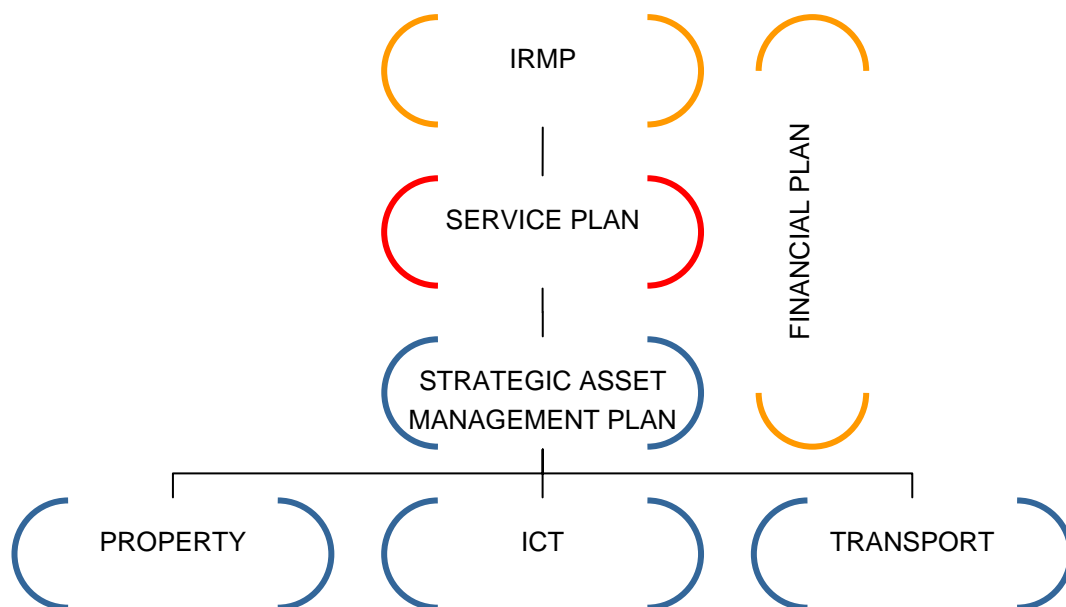 IRMP
SERVICE PLAN
FINANCIAL PLAN
STRATEGIC ASSET
MANAGEMENT PLAN
PROPERTY
ICT
TRANSPORT